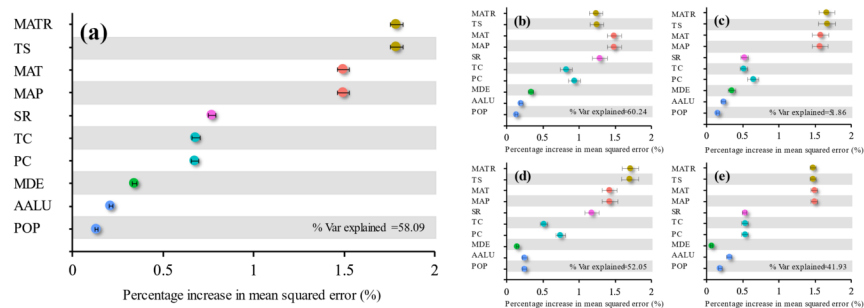 (a)
MATR
TS
MAT
MAP
SR
TC
PC
MDE
AALU
POP
% Var explained =58.09
0 0.5 1 1.5 2
Percentage increase in mean squared error (%)
(b)
MATR
TS
MAT
MAP
SR
TC
PC
MDE
AALU
POP
% Var explained=60.24
0 0.5 1 1.5 2
Percentage increase in mean squared error (%)
(c)
MATR
TS
MAT
MAP
SR
TC
PC
MDE
AALU
POP
% Var explained =51.86
0 0.5 1 1.5 2
Percentage increase in mean squared error (%)
(d)
MATR
TS
MAT
MAP
SR
TC
PC
MDE
AALU
POP
% Var explained=52.05
0 0.5 1 1.5 2
Percentage increase in mean squared error (%)
(e)
MATR
TS
MAT
MAP
SR
TC
PC
MDE
AALU
POP
% Var explained=41.93
0 0.5 1 1.5 2
Percentage increase in mean squared error (%)